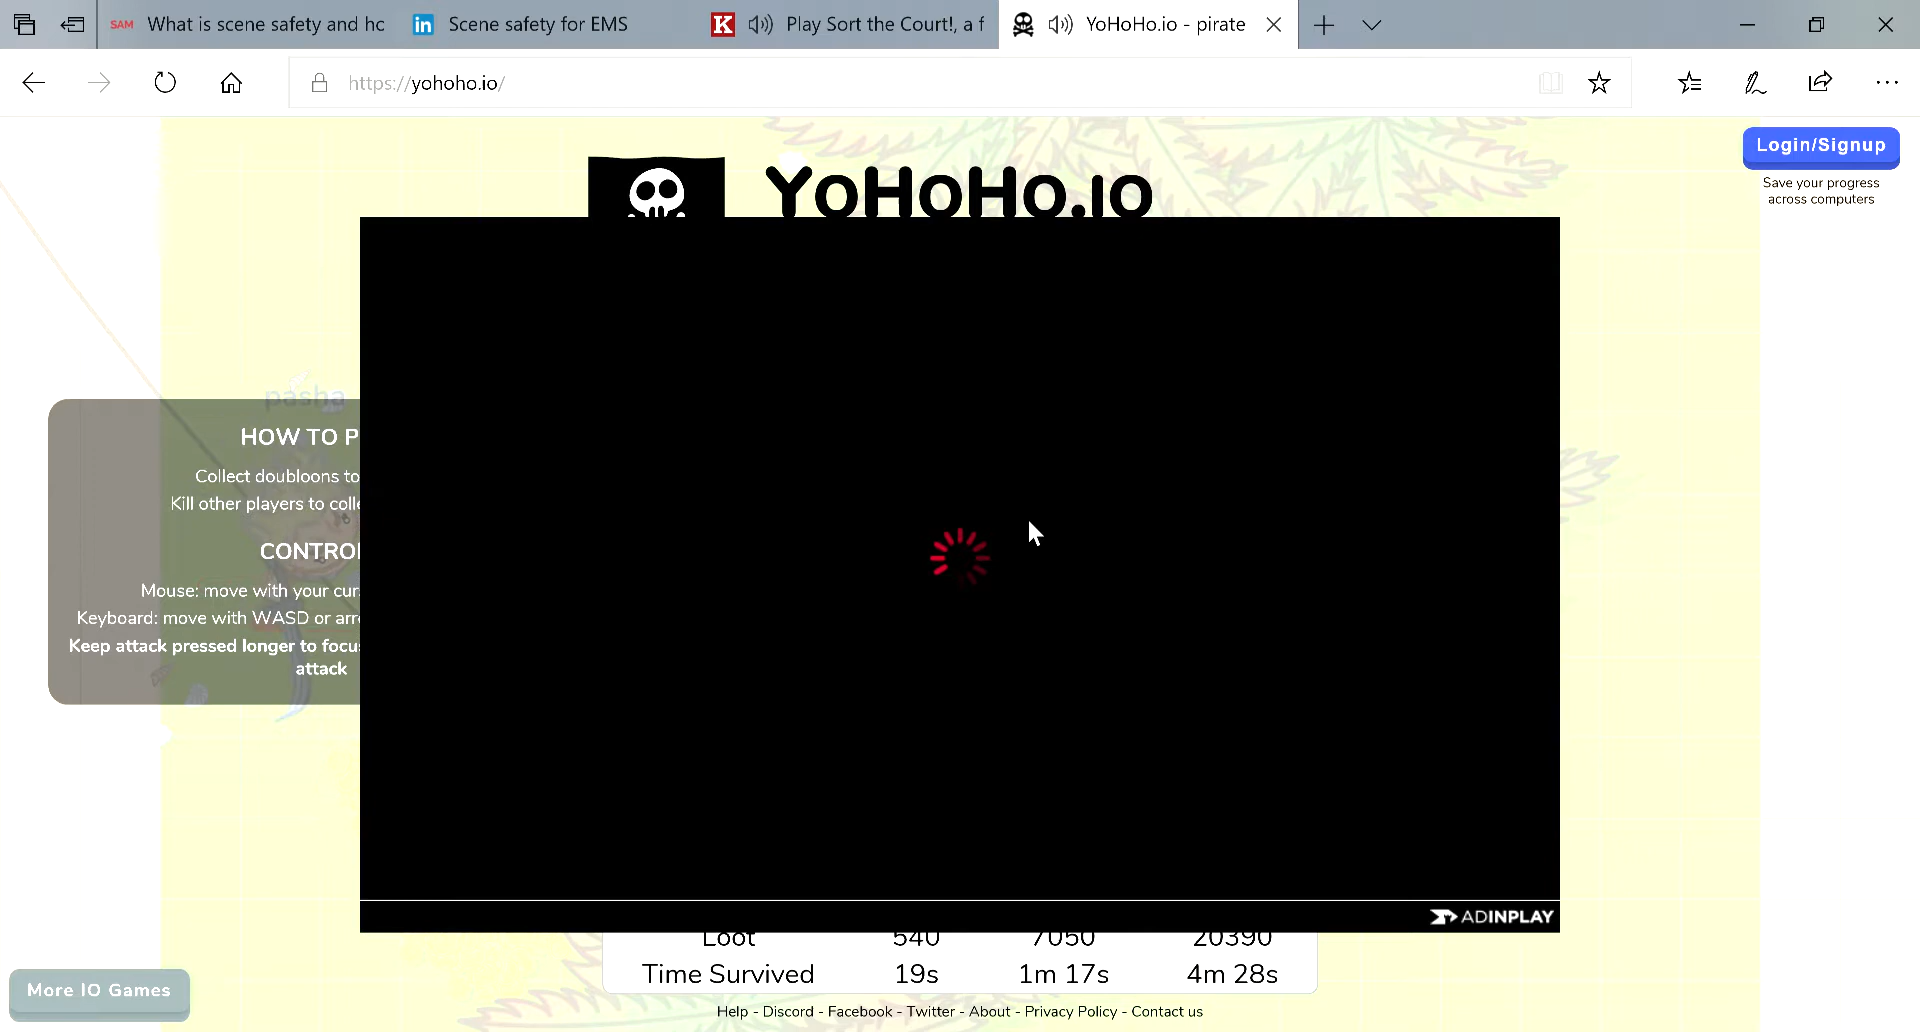 SAM What is scene safety and hc
in Scene safety for EMS
K Play Sort the Court!, a f
YoHoHo.io - pirate
https://yohoho.io/
Login/Signup
Save your progress
across computers
YoHoHo.io
pasha
HOW TO P
Collect doubloons to
Kill other players to colle
CONTRO
Mouse: move with your cur
Keyboard: move with WASD or arr
Keep attack pressed longer to focu
attack
ADINPLAY
Loot 540 7050 20390
Time Survived 19s 1m 17s 4m 28s
More IO Games
Help - Discord - Facebook - Twitter - About - Privacy Policy - Contact us